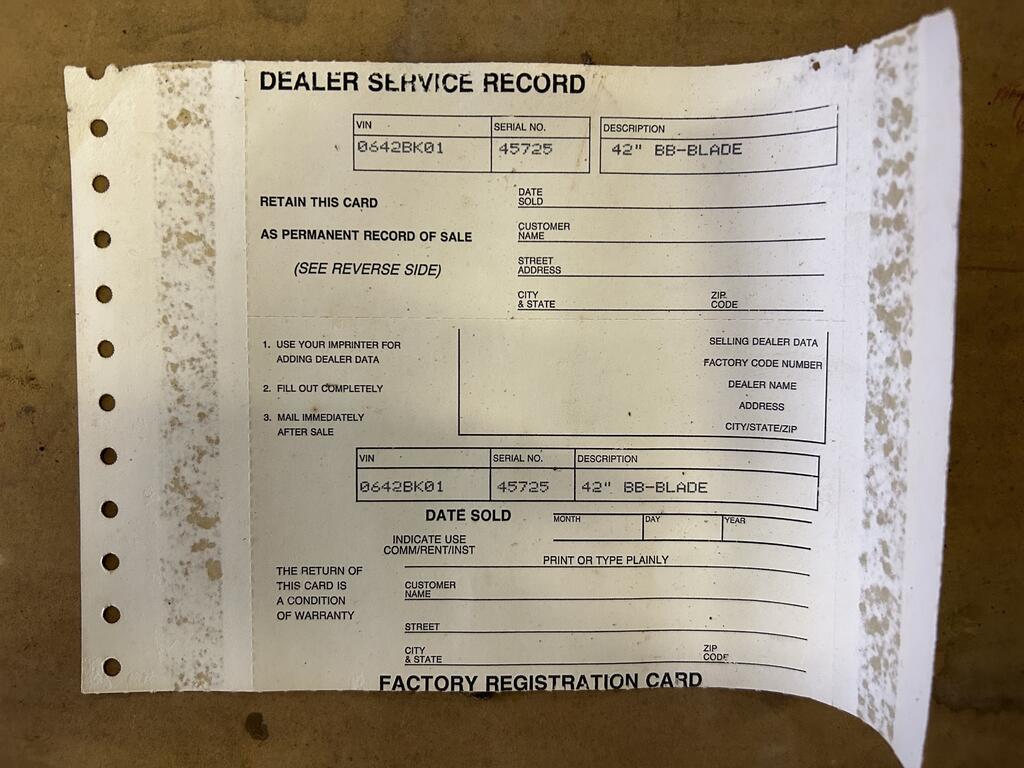 DEALER SERVICE RECORD
VIN SERIAL NO. DESCRIPTION
0642BK01 45725 42" BB-BLADE
RETAIN THIS CARD
AS PERMANENT RECORD OF SALE
(SEE REVERSE SIDE)
DATE
SOLD
CUSTOMER
NAME
STREET
ADDRESS
CITY
& STATE
ZIP
CODE
1. USE YOUR IMPRINTER FOR
ADDING DEALER DATA
2. FILL OUT COMPLETELY
3. MAIL IMMEDIATELY
AFTER SALE
SELLING DEALER DATA
FACTORY CODE NUMBER
DEALER NAME
ADDRESS
CITY/STATE/ZIP
VIN SERIAL NO. DESCRIPTION
0642BK01 45725 42" BB-BLADE
DATE SOLD MONTH DAY YEAR
INDICATE USE
COMM/RENT/INST
PRINT OR TYPE PLAINLY
THE RETURN OF
THIS CARD IS
A CONDITION
OF WARRANTY
CUSTOMER
NAME
STREET
CITY
& STATE
ZIP
CODE
FACTORY REGISTRATION CARD